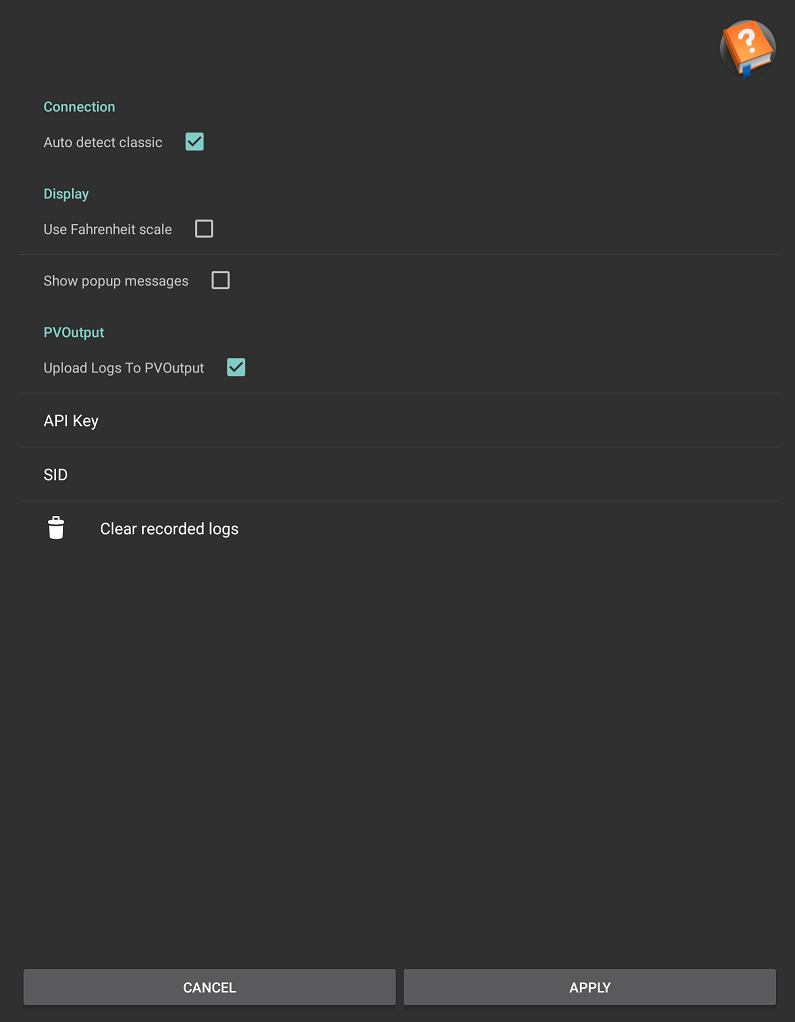 ?
Connection
Auto detect classic
Display
Use Fahrenheit scale
Show popup messages
PVOutput
Upload Logs To PVOutput
API Key
SID
Clear recorded logs
CANCEL
APPLY